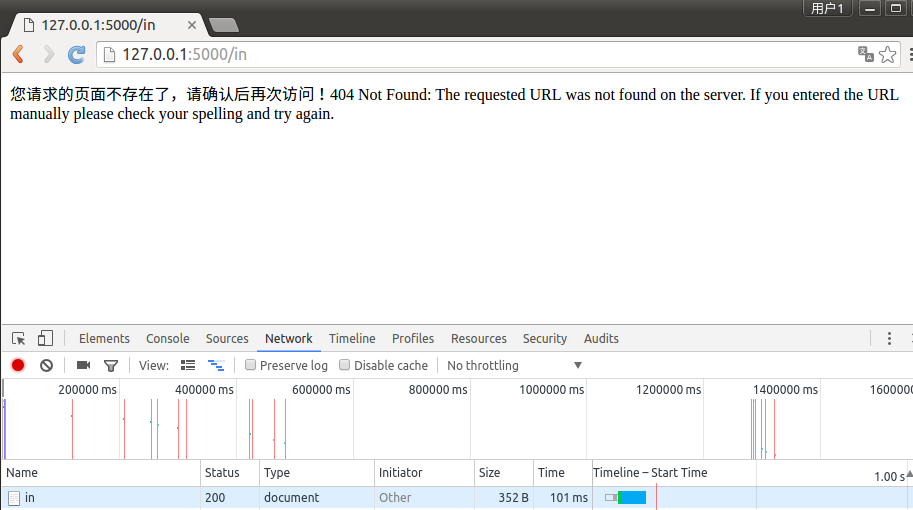 用户1
127.0.0.1:5000/in
127.0.0.1:5000/in
您请求的页面不存在了，请确认后再次访问！404 Not Found: The requested URL was not found on the server. If you entered the URL
manually please check your spelling and try again.
Elements Console Sources Network Timeline Profiles Resources Security Audits
View: Preserve log Disable cache No throttling
200000 ms 400000 ms 600000 ms 800000 ms 1000000 ms 1200000 ms 1400000 ms 1600000
Name Status Type Initiator Size Time Timeline – Start Time 1.00 s
in 200 document Other 352 B 101 ms